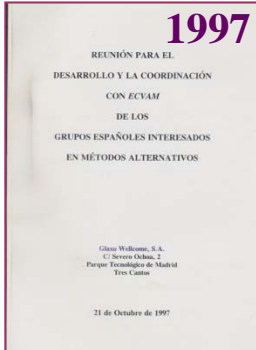 1997
REUNIÓN PARA EL
DESARROLLO Y LA COORDINACIÓN
CON ECVAM
DE LOS
GRUPOS ESPAÑOLES INTERESADOS
EN MÉTODOS ALTERNATIVOS
Glaxo Wellcome, S.A.
C/ Severo Ochoa, 2
Parque Tecnológico de Madrid
Tres Cantos
21 de Octubre de 1997